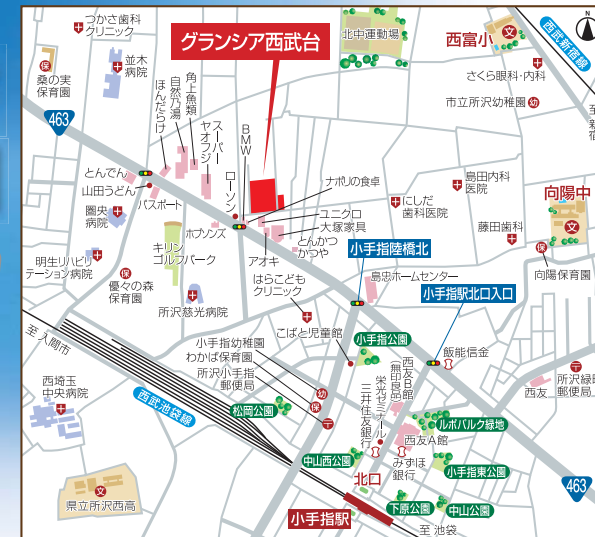 つかさ歯科
クリニック
グランシア西武台
北中運動場
西富小
文
西武新宿線
N
保
桑の実
保育園
並木
病院
ほんだらけ
自然乃湯
角上魚類
スーパー
ヤオフジ
BMW
さくら眼科・内科
市立所沢幼稚園
幼
至新宿
463
とんでん
山田うどん
パスポート
ローソン
ナポリの食卓
ユニクロ
大塚家具
とんかつ
かつや
にしだ
歯科医院
島田内科
医院
向陽中
文
藤田歯科
圏央
病院
ホブソンズ
アオキ
キリン
ゴルフパーク
小手指陸橋北
保
向陽保育園
明生リハビリ
テーション病院
優々の森
保育園
保
所沢慈光病院
はらこども
クリニック
島忠ホームセンター
小手指駅北口入口
至 入間市
こばと児童館
小手指公園
小手指幼稚園
わかば保育園
所沢小手指
郵便局
飯能信金
西友B館
(無印良品)
栄光ゼミナール
三井住友銀行
西友
所沢緑町
郵便局
西埼玉
中央病院
西武池袋線
松岡公園
幼
保
ルボパルク緑地
西友A館
みずほ
銀行
小手指東公園
中山西公園
北口
463
文
県立所沢西高
小手指駅
下原公園
中山公園
至 池袋